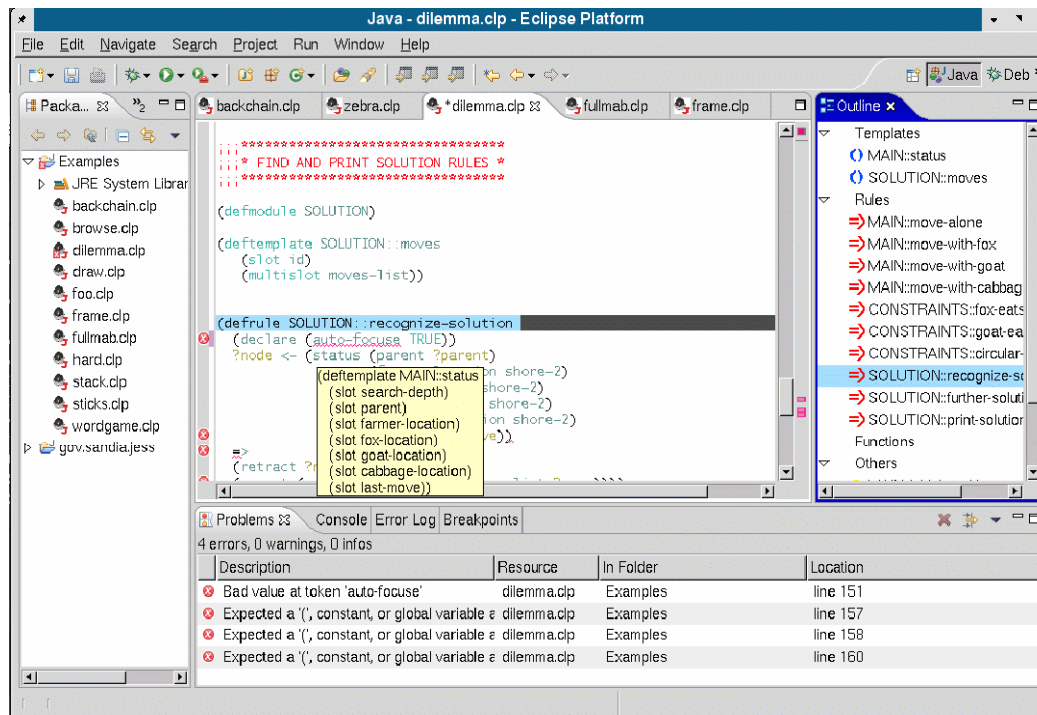 Java - dilemma.clp - Eclipse Platform
File Edit Navigate Search Project Run Window Help
Java Deb
Packa... 2
backchain.clp zebra.clp *dilemma.clp fullmab.clp frame.clp
Outline
Examples
JRE System Librar
backchain.clp
browse.clp
dilemma.clp
draw.clp
foo.clp
frame.clp
fullmab.clp
hard.clp
stack.clp
sticks.clp
wordgame.clp
gov.sandia.jess
;;;*********************************
;;;* FIND AND PRINT SOLUTION RULES *
;;;*********************************
(defmodule SOLUTION)
(deftemplate SOLUTION::moves
(slot id)
(multislot moves-list))
(defrule SOLUTION::recognize-solution
(declare (auto-focuse TRUE))
?node <- (status (parent ?parent)
on shore-2)
shore-2)
shore-2)
on shore-2)
ve))
=>
(retract ?
(deftemplate MAIN::status
(slot search-depth)
(slot parent)
(slot farmer-location)
(slot fox-location)
(slot goat-location)
(slot cabbage-location)
(slot last-move))
Templates
MAIN::status
SOLUTION::moves
Rules
MAIN::move-alone
MAIN::move-with-fox
MAIN::move-with-goat
MAIN::move-with-cabbag
CONSTRAINTS::fox-eats
CONSTRAINTS::goat-ea
CONSTRAINTS::circular-
SOLUTION::recognize-so
SOLUTION::further-soluti
SOLUTION::print-solution
Functions
Others
Problems Console Error Log Breakpoints
4 errors, 0 warnings, 0 infos
Description Resource In Folder Location
Bad value at token 'auto-focuse' dilemma.clp Examples line 151
Expected a '(', constant, or global variable a dilemma.clp Examples line 157
Expected a '(', constant, or global variable a dilemma.clp Examples line 158
Expected a '(', constant, or global variable a dilemma.clp Examples line 160